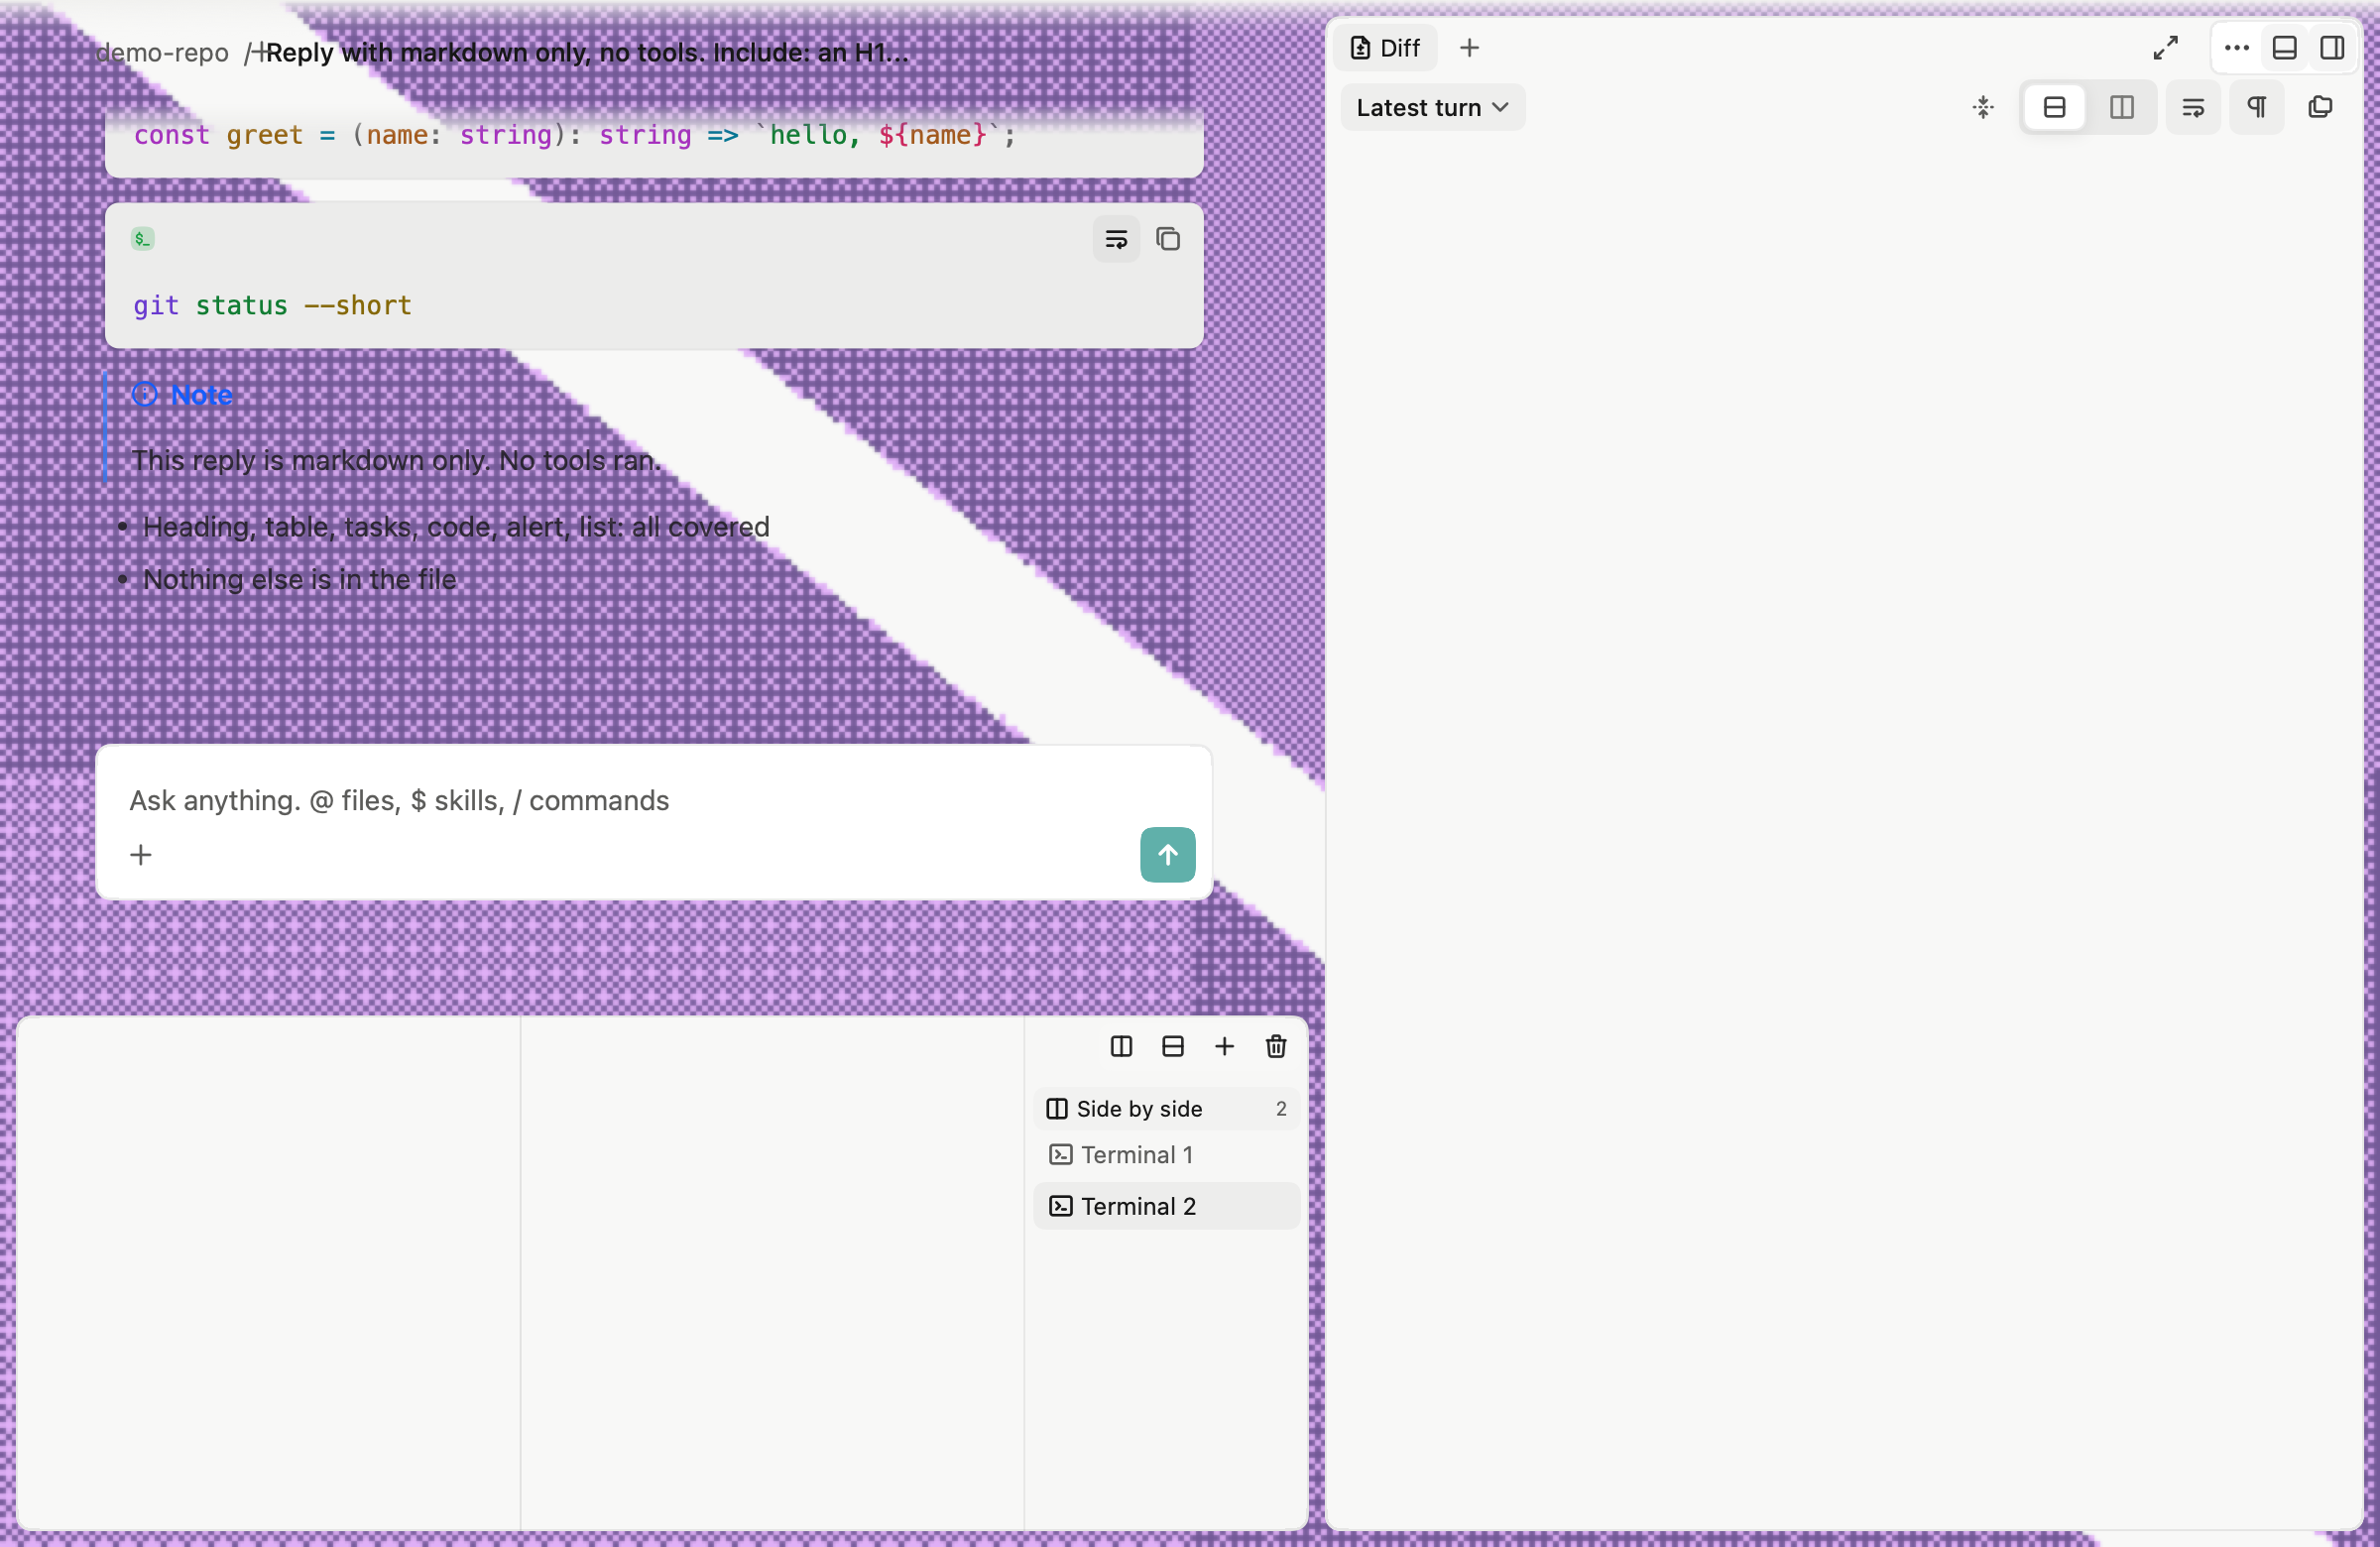 demo-repo / Reply with markdown only, no tools. Include: an H1...
const greet = (name: string): string => `hello, ${name}`;
$_
git status --short
Note
This reply is markdown only. No tools ran.
• Heading, table, tasks, code, alert, list: all covered
• Nothing else is in the file
Ask anything. @ files, $ skills, / commands
Side by side 2
Terminal 1
Terminal 2
Diff
Latest turn